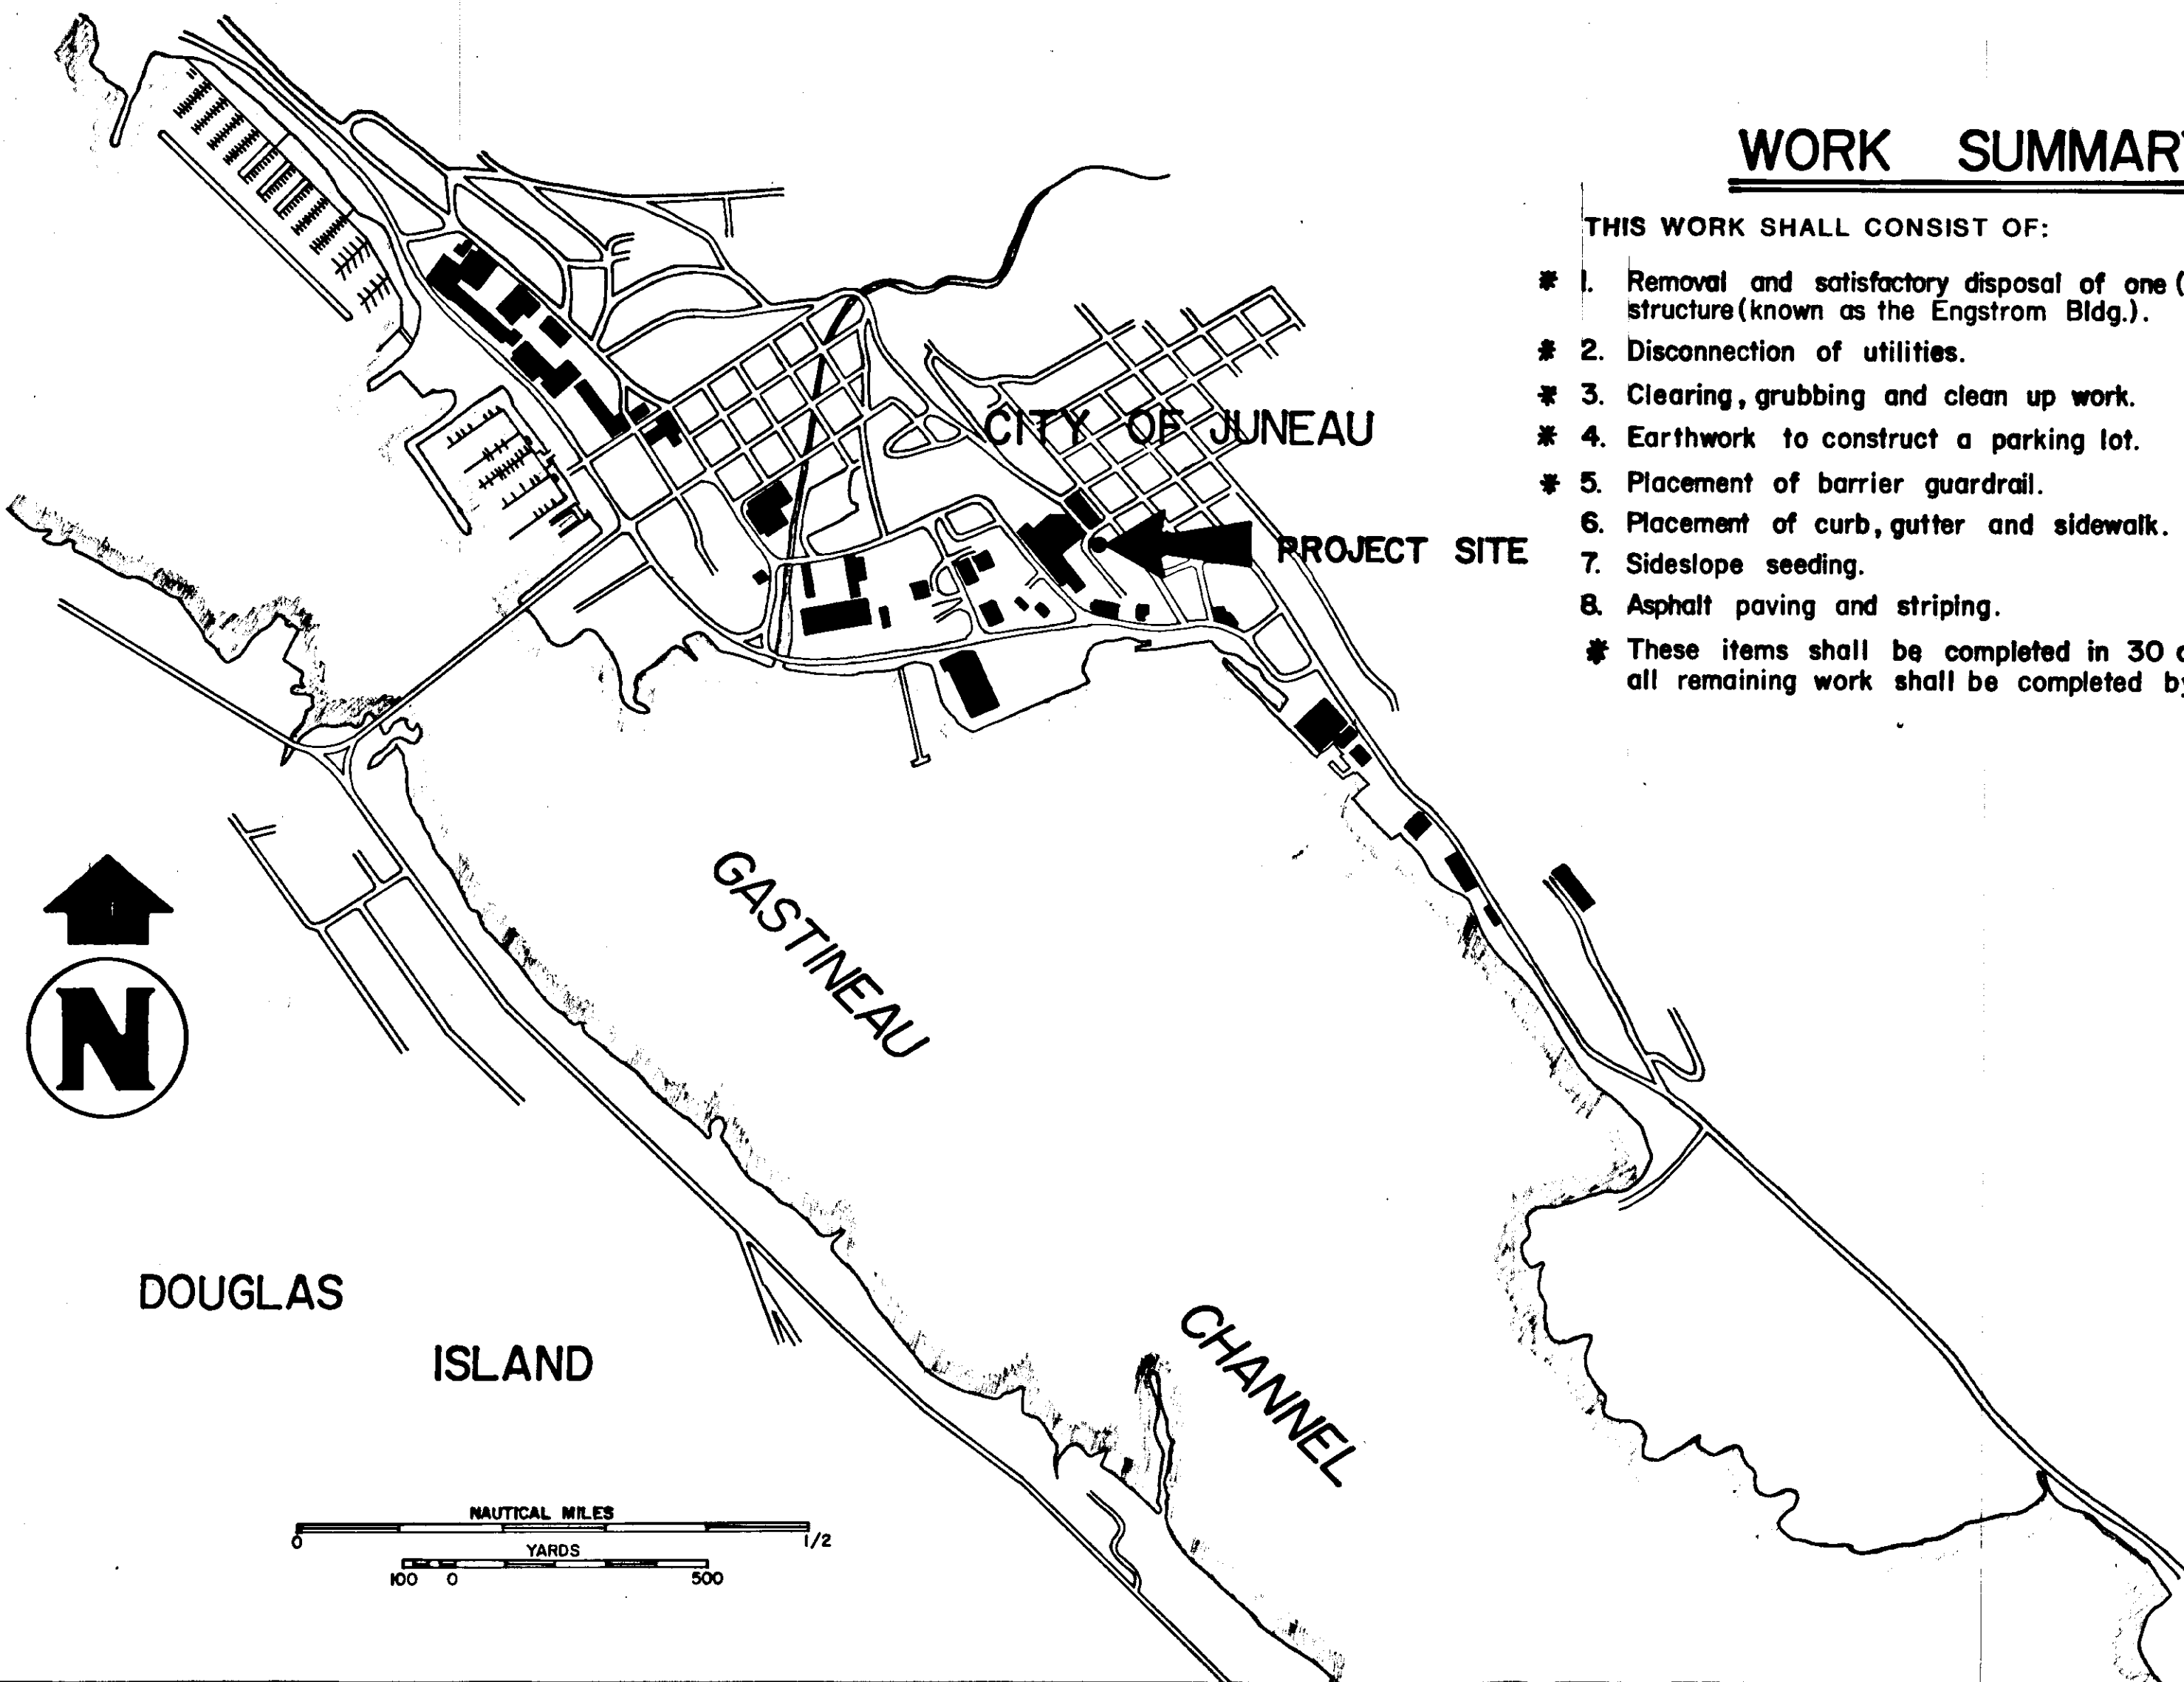 WORK SUMMARY
THIS WORK SHALL CONSIST OF:
* 1. Removal and satisfactory disposal of one (
structure (known as the Engstrom Bldg.).
* 2. Disconnection of utilities.
* 3. Clearing, grubbing and clean up work.
* 4. Earthwork to construct a parking lot.
* 5. Placement of barrier guardrail.
6. Placement of curb, gutter and sidewalk.
7. Sideslope seeding.
8. Asphalt paving and striping.
* These items shall be completed in 30
all remaining work shall be completed by
CITY OF JUNEAU
PROJECT SITE
GASTINEAU
CHANNEL
N
DOUGLAS
ISLAND
NAUTICAL MILES
0 1/2
YARDS
100 0 500